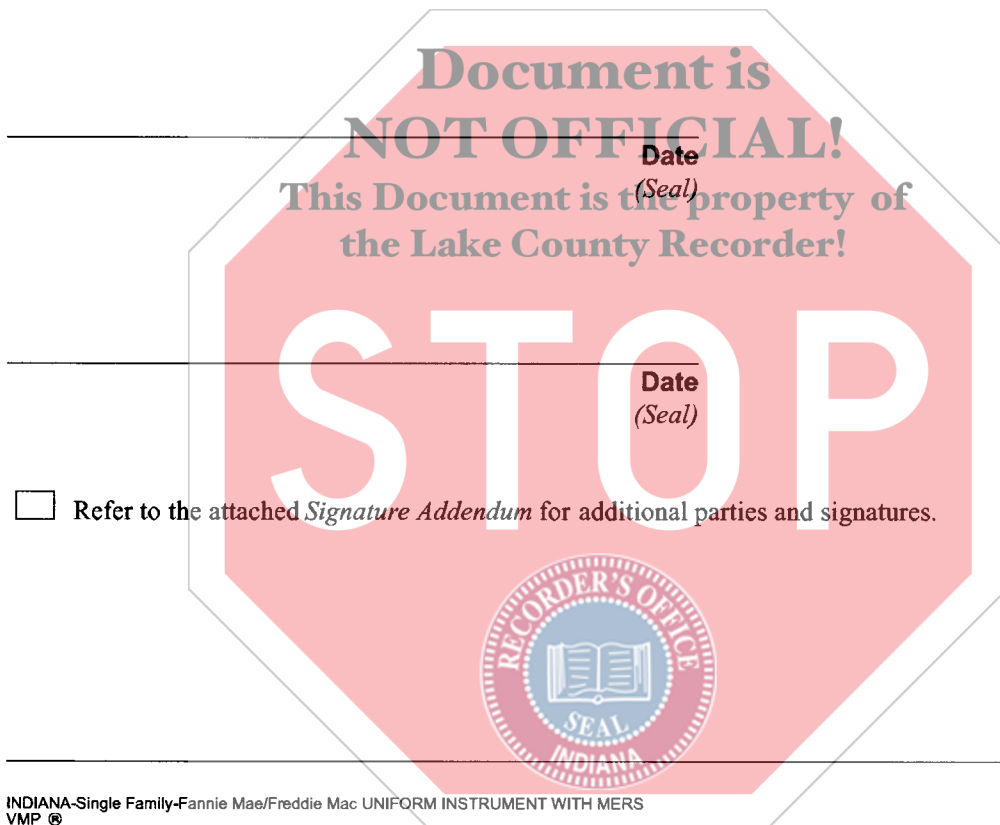 Document is
NOT OFFICIAL!
Date
(Seal)
This Document is the property of
the Lake County Recorder!
STOP
Date
(Seal)
Refer to the attached Signature Addendum for additional parties and signatures.
RECORDER'S OFFICE
SEAL
INDIANA
INDIANA-Single Family-Fannie Mae/Freddie Mac UNIFORM INSTRUMENT WITH MERS
VMP ®